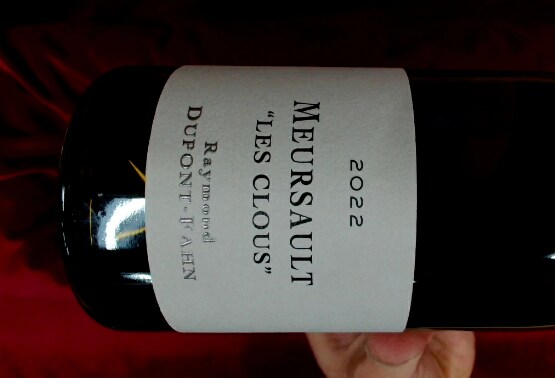 2022
MEURSAULT
“LES CLOUS”
Raymond
DUPONT-FAHN